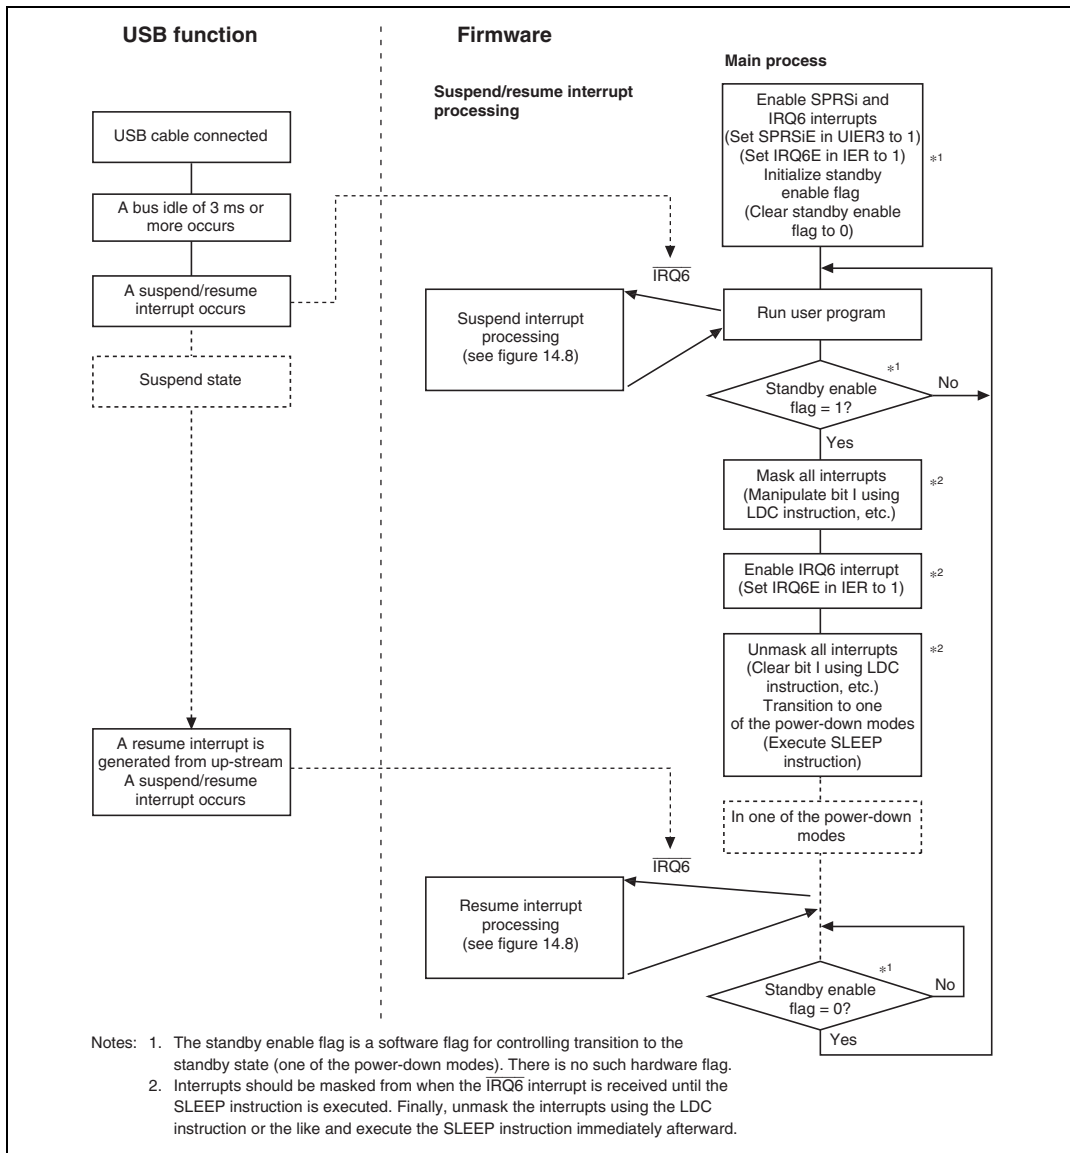 USB function
Firmware
Main process
Suspend/resume interrupt
processing
USB cable connected
A bus idle of 3 ms or
more occurs
A suspend/resume
interrupt occurs
Suspend state
A resume interrupt is
generated from up-stream
A suspend/resume
interrupt occurs
IRQ6
Suspend interrupt
processing
(see figure 14.8)
IRQ6
Resume interrupt
processing
(see figure 14.8)
Enable SPRSi and
IRQ6 interrupts
(Set SPRSiE in UIER3 to 1)
(Set IRQ6E in IER to 1)
Initialize standby
enable flag
(Clear standby enable
flag to 0)
*1
Run user program
Standby enable
flag = 1?
*1
No
Yes
Mask all interrupts
(Manipulate bit I using
LDC instruction, etc.)
*2
Enable IRQ6 interrupt
(Set IRQ6E in IER to 1)
*2
Unmask all interrupts
(Clear bit I using LDC
instruction, etc.)
Transition to one
of the power-down modes
(Execute SLEEP
instruction)
*2
In one of the power-down
modes
Standby enable
flag = 0?
*1
No
Yes
Notes: 1. The standby enable flag is a software flag for controlling transition to the
standby state (one of the power-down modes). There is no such hardware flag.
2. Interrupts should be masked from when the IRQ6 interrupt is received until the
SLEEP instruction is executed. Finally, unmask the interrupts using the LDC
instruction or the like and execute the SLEEP instruction immediately afterward.